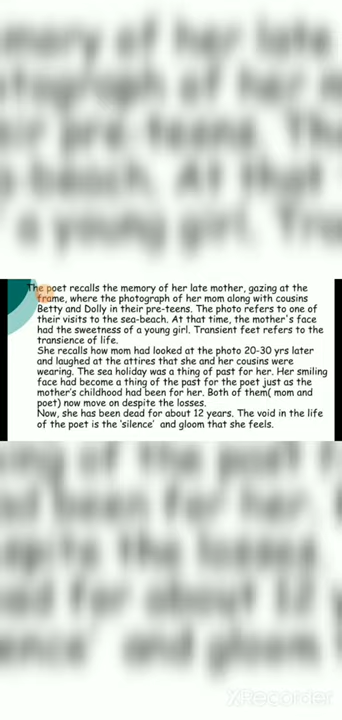 The poet recalls the memory of her late mother, gazing at the
frame, where the photograph of her mom along with cousins
Betty and Dolly in their pre-teens. The photo refers to one of
their visits to the sea-beach. At that time, the mother's face
had the sweetness of a young girl. Transient feet refers to the
transience of life.
She recalls how mom had looked at the photo 20-30 yrs later
and laughed at the attires that she and her cousins were
wearing. The sea holiday was a thing of past for her. Her smiling
face had become a thing of the past for the poet just as the
mother's childhood had been for her. Both of them( mom and
poet) now move on despite the losses.
Now, she has been dead for about 12 years. The void in the life
of the poet is the 'silence' and gloom that she feels.
XRecorder